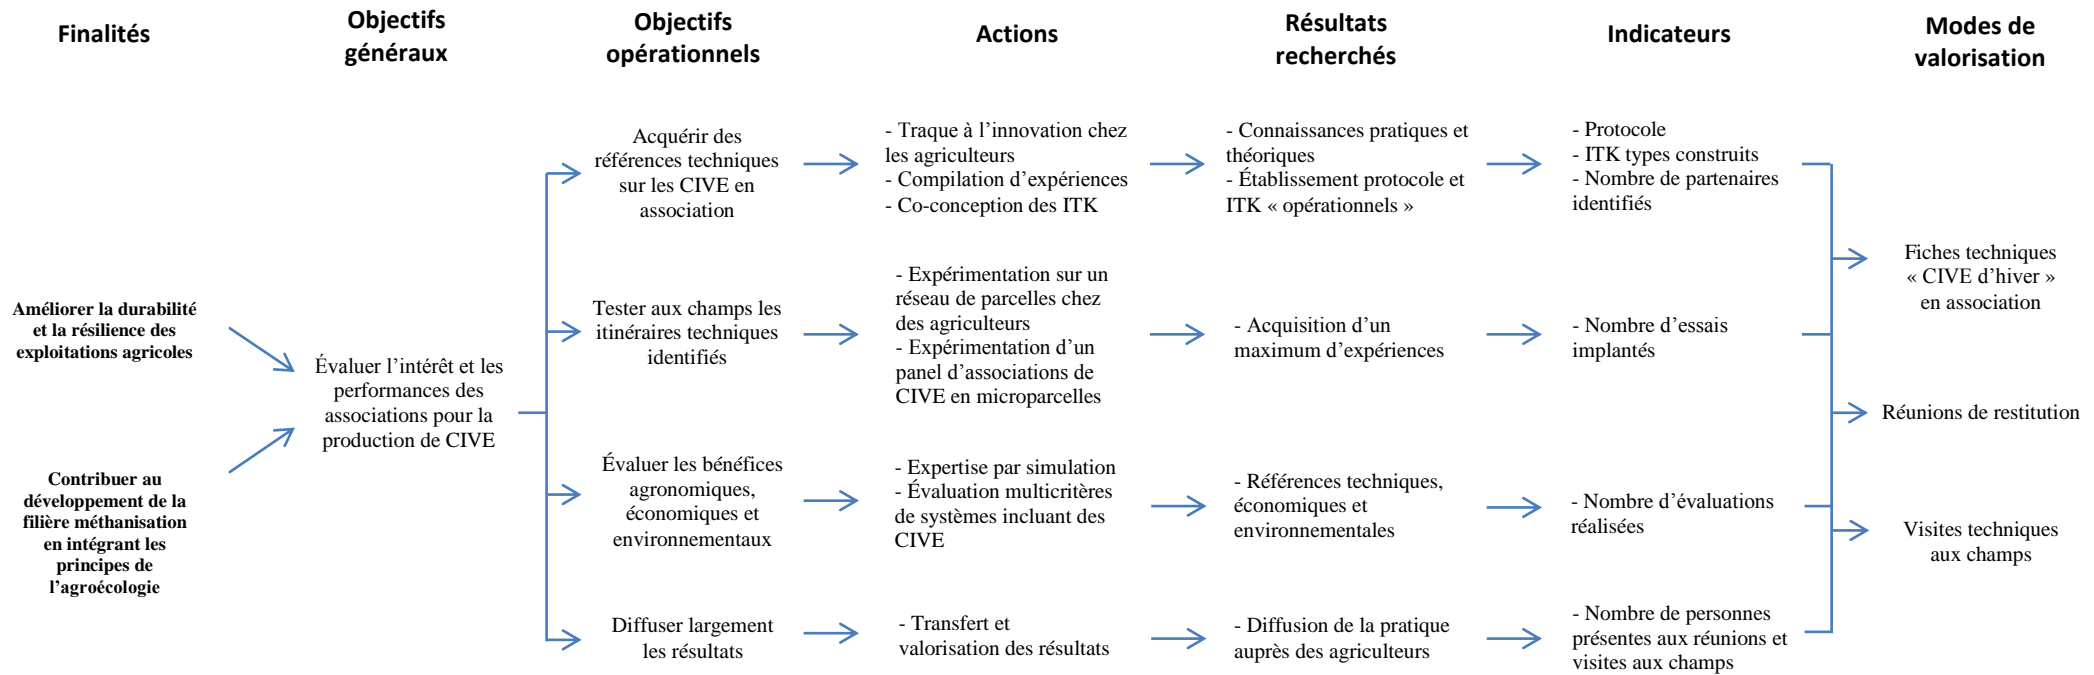 Finalités
Objectifs
généraux
Objectifs
opérationnels
Actions
Résultats
recherchés
Indicateurs
Modes de
valorisation
Améliorer la durabilité
et la résilience des
exploitations agricoles
Contribuer au
développement de la
filière méthanisation
en intégrant les
principes de
l’agroécologie
Évaluer l’intérêt et les
performances des
associations pour la
production de CIVE
Acquérir des
références techniques
sur les CIVE en
association
- Traque à l’innovation chez
les agriculteurs
- Compilation d’expériences
- Co-conception des ITK
- Connaissances pratiques et
théoriques
- Établissement protocole et
ITK « opérationnels »
- Protocole
- ITK types construits
- Nombre de partenaires
identifiés
Tester aux champs les
itinéraires techniques
identifiés
- Expérimentation sur un
réseau de parcelles chez
des agriculteurs
- Expérimentation d’un
panel d’associations de
CIVE en microparcelles
- Acquisition d’un
maximum d’expériences
- Nombre d’essais
implantés
Évaluer les bénéfices
agronomiques,
économiques et
environnementaux
- Expertise par simulation
- Évaluation multicritères
de systèmes incluant des
CIVE
- Références techniques,
économiques et
environnementales
- Nombre d’évaluations
réalisées
Diffuser largement
les résultats
- Transfert et
valorisation des résultats
- Diffusion de la pratique
auprès des agriculteurs
- Nombre de personnes
présentes aux réunions et
visites aux champs
Fiches techniques
« CIVE d’hiver »
en association
Réunions de restitution
Visites techniques
aux champs